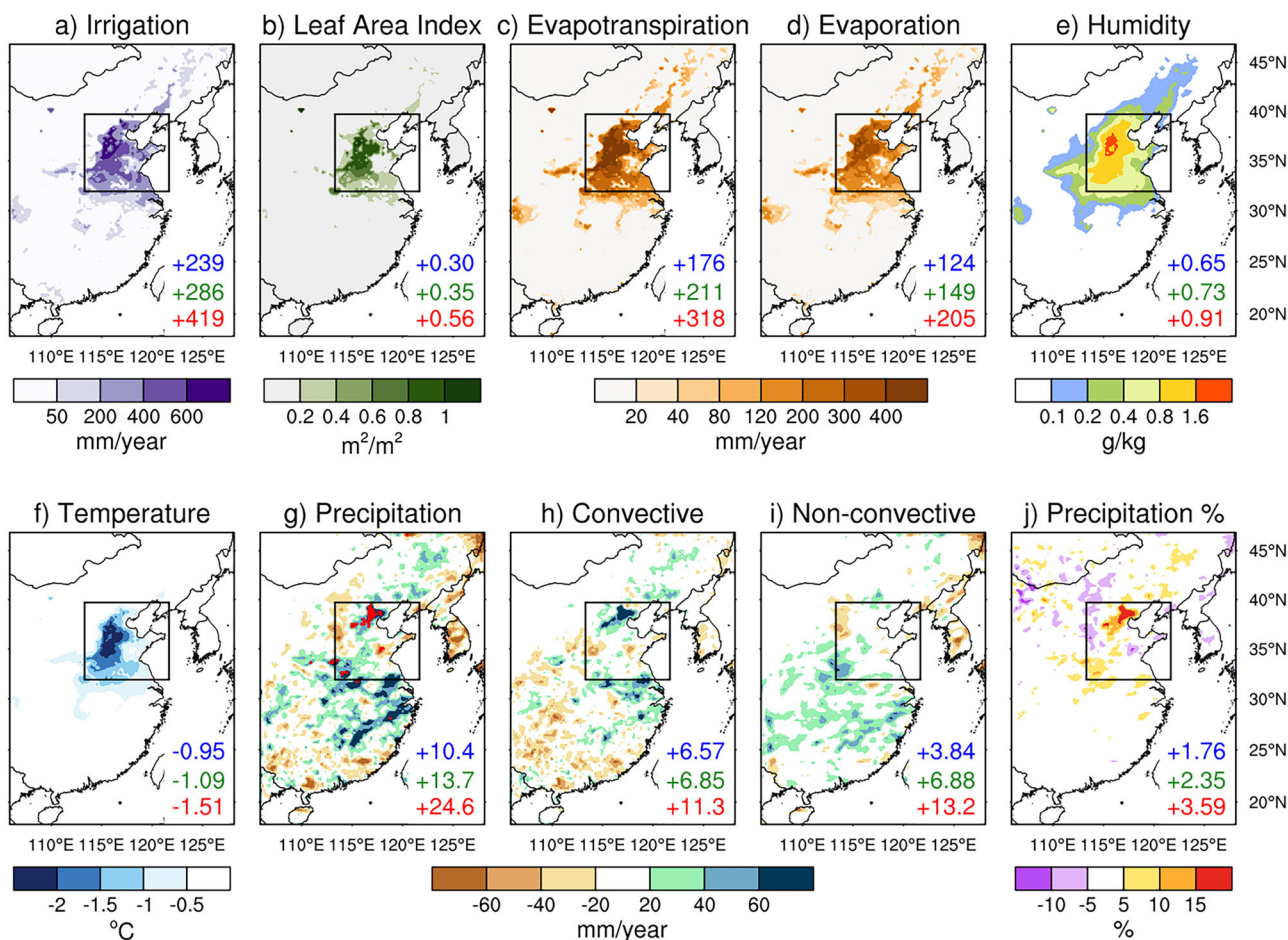 a) Irrigation b) Leaf Area Index c) Evapotranspiration d) Evaporation e) Humidity
45°N
40°N
35°N
30°N
25°N
20°N
+239 +0.30 +176 +124 +0.65
+286 +0.35 +211 +149 +0.73
+419 +0.56 +318 +205 +0.91
110°E 115°E 120°E 125°E 110°E 115°E 120°E 125°E 110°E 115°E 120°E 125°E 110°E 115°E 120°E 125°E 110°E 115°E 120°E 125°E
50 200 400 600 0.2 0.4 0.6 0.8 1 20 40 80 120 200 300 400 0.1 0.2 0.4 0.8 1.6
mm/year m²/m² mm/year g/kg
f) Temperature g) Precipitation h) Convective i) Non-convective j) Precipitation %
45°N
40°N
35°N
30°N
25°N
20°N
-0.95 +10.4 +6.57 +3.84 +1.76
-1.09 +13.7 +6.85 +6.88 +2.35
-1.51 +24.6 +11.3 +13.2 +3.59
110°E 115°E 120°E 125°E 110°E 115°E 120°E 125°E 110°E 115°E 120°E 125°E 110°E 115°E 120°E 125°E 110°E 115°E 120°E 125°E
-2 -1.5 -1 -0.5 -60 -40 -20 20 40 60 -10 -5 5 10 15
°C mm/year %